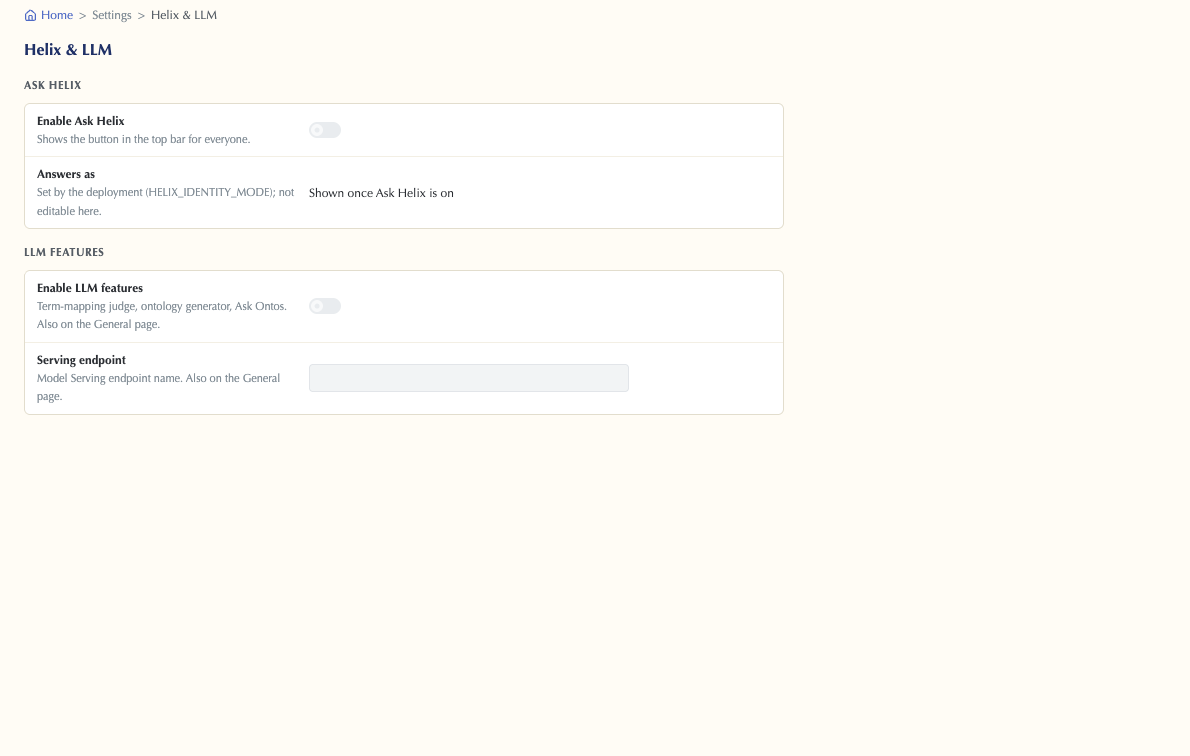 Home > Settings > Helix & LLM
Helix & LLM
ASK HELIX
Enable Ask Helix
Shows the button in the top bar for everyone.
Answers as
Set by the deployment (HELIX_IDENTITY_MODE); not
editable here.
Shown once Ask Helix is on
LLM FEATURES
Enable LLM features
Term-mapping judge, ontology generator, Ask Ontos.
Also on the General page.
Serving endpoint
Model Serving endpoint name. Also on the General
page.